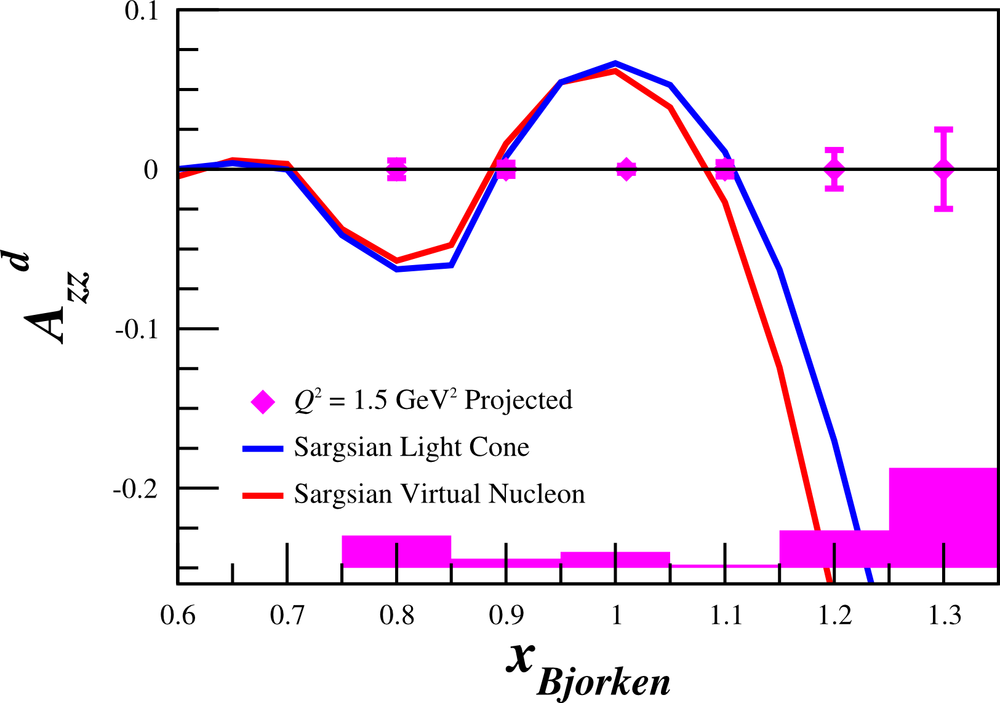 0.1
0
-0.1
-0.2
A_zz^d
Q² = 1.5 GeV² Projected
Sargsian Light Cone
Sargsian Virtual Nucleon
0.6 0.7 0.8 0.9 1 1.1 1.2 1.3
x_Bjorken